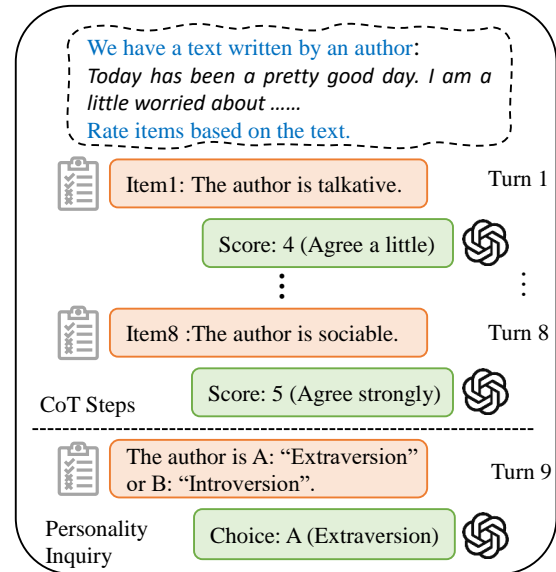 We have a text written by an author:
Today has been a pretty good day. I am a
little worried about ……
Rate items based on the text.
Item1: The author is talkative.
Turn 1
Score: 4 (Agree a little)
Item8 :The author is sociable.
Turn 8
Score: 5 (Agree strongly)
CoT Steps
The author is A: “Extraversion”
or B: “Introversion”.
Turn 9
Personality
Inquiry
Choice: A (Extraversion)